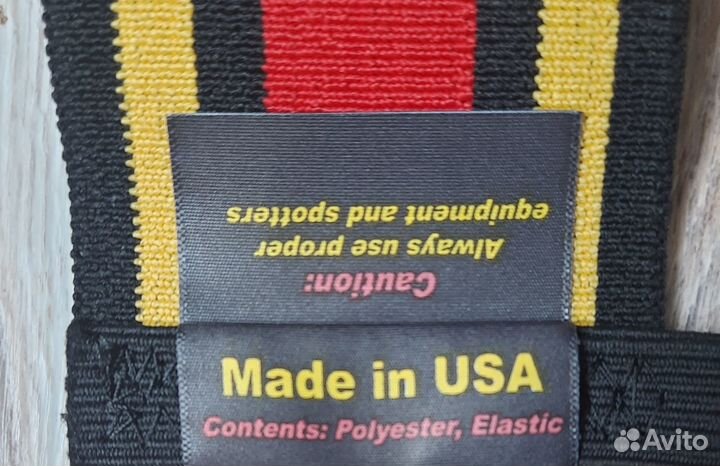 Caution:
Always use proper
equipment and spotters
Made in USA
Contents: Polyester, Elastic
Avito